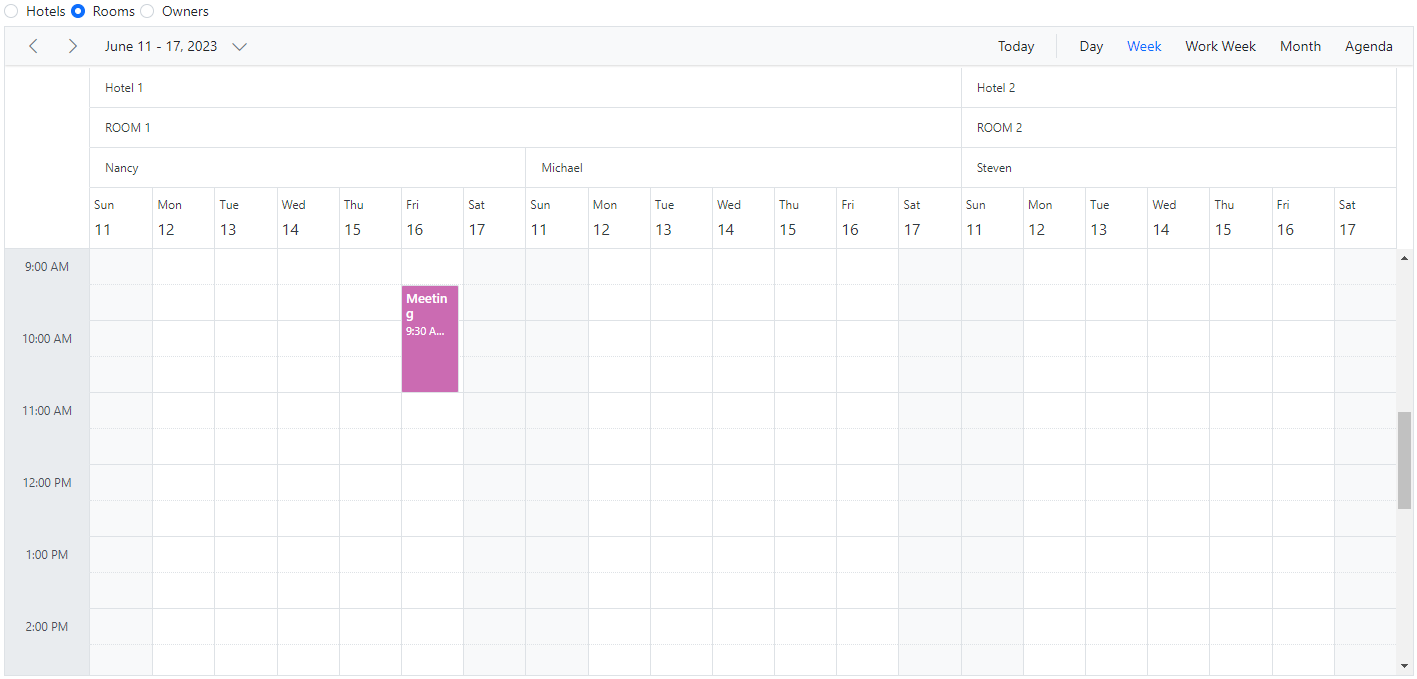 Hotels Rooms Owners
June 11 - 17, 2023 Today Day Week Work Week Month Agenda
Hotel 1 Hotel 2
ROOM 1 ROOM 2
Nancy Michael Steven
Sun Mon Tue Wed Thu Fri Sat Sun Mon Tue Wed Thu Fri Sat Sun Mon Tue Wed Thu Fri Sat
11 12 13 14 15 16 17 11 12 13 14 15 16 17 11 12 13 14 15 16 17
9:00 AM
Meetin
g
9:30 A...
10:00 AM
11:00 AM
12:00 PM
1:00 PM
2:00 PM